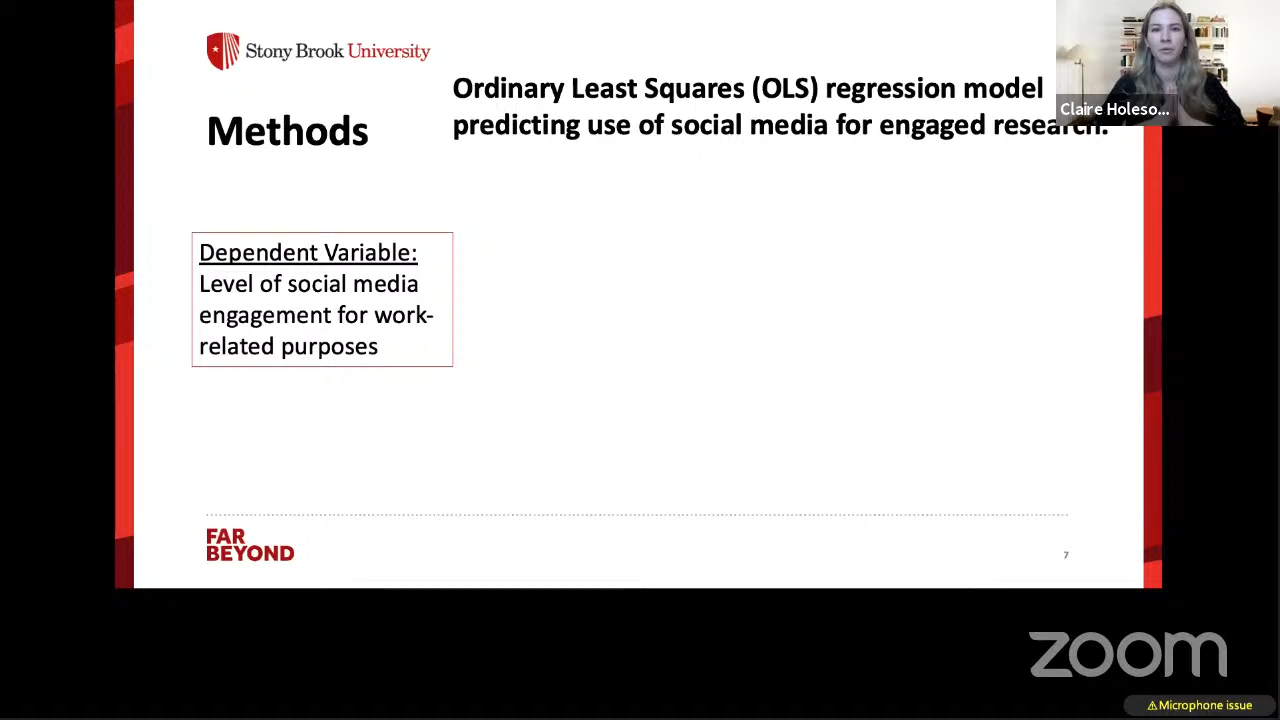 Stony Brook University
Ordinary Least Squares (OLS) regression model
predicting use of social media for engaged research.
Methods
Claire Holeso...
Dependent Variable:
Level of social media
engagement for work-
related purposes
FAR
BEYOND
7
zoom
⚠Microphone issue